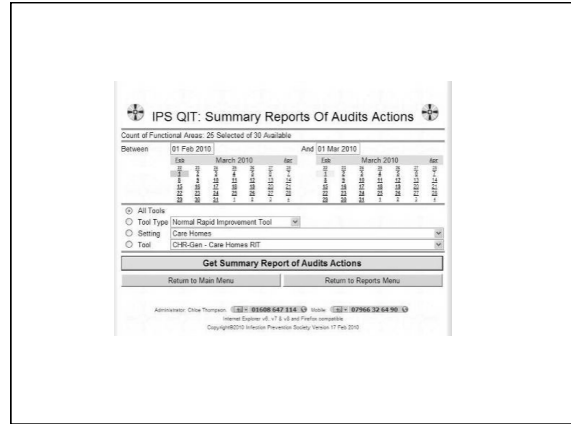 IPS QIT: Summary Reports Of Audits Actions
Count of Functional Areas: 25 Selected of 30 Available
Between 01 Feb 2010 And 01 Mar 2010
Feb March 2010 Apr Feb March 2010 Apr
All Tools
Tool Type Normal Rapid Improvement Tool
Setting Care Homes
Tool CHR-Gen - Care Homes RIT
Get Summary Report of Audits Actions
Return to Main Menu Return to Reports Menu
Administrator: Chloe Thompson. 01608 647 114 Mobile: 07966 32 64 90
Internet Explorer v6, v7 & v8 and Firefox compatible.
Copyright©2010 Infection Prevention Society Version 17 Feb 2010